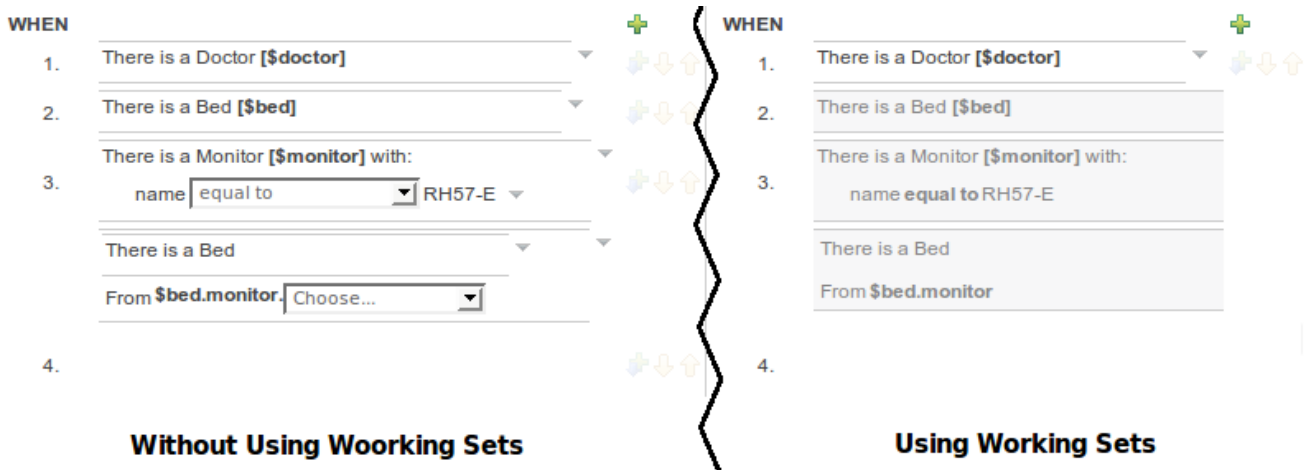 WHEN
There is a Doctor [$doctor]
1.
There is a Bed [$bed]
2.
There is a Monitor [$monitor] with:
3.
name equal to RH57-E
There is a Bed
From $bed.monitor. Choose...
4.
Without Using Woorking Sets
WHEN
There is a Doctor [$doctor]
1.
There is a Bed [$bed]
2.
There is a Monitor [$monitor] with:
3.
name equal to RH57-E
There is a Bed
From $bed.monitor
4.
Using Working Sets